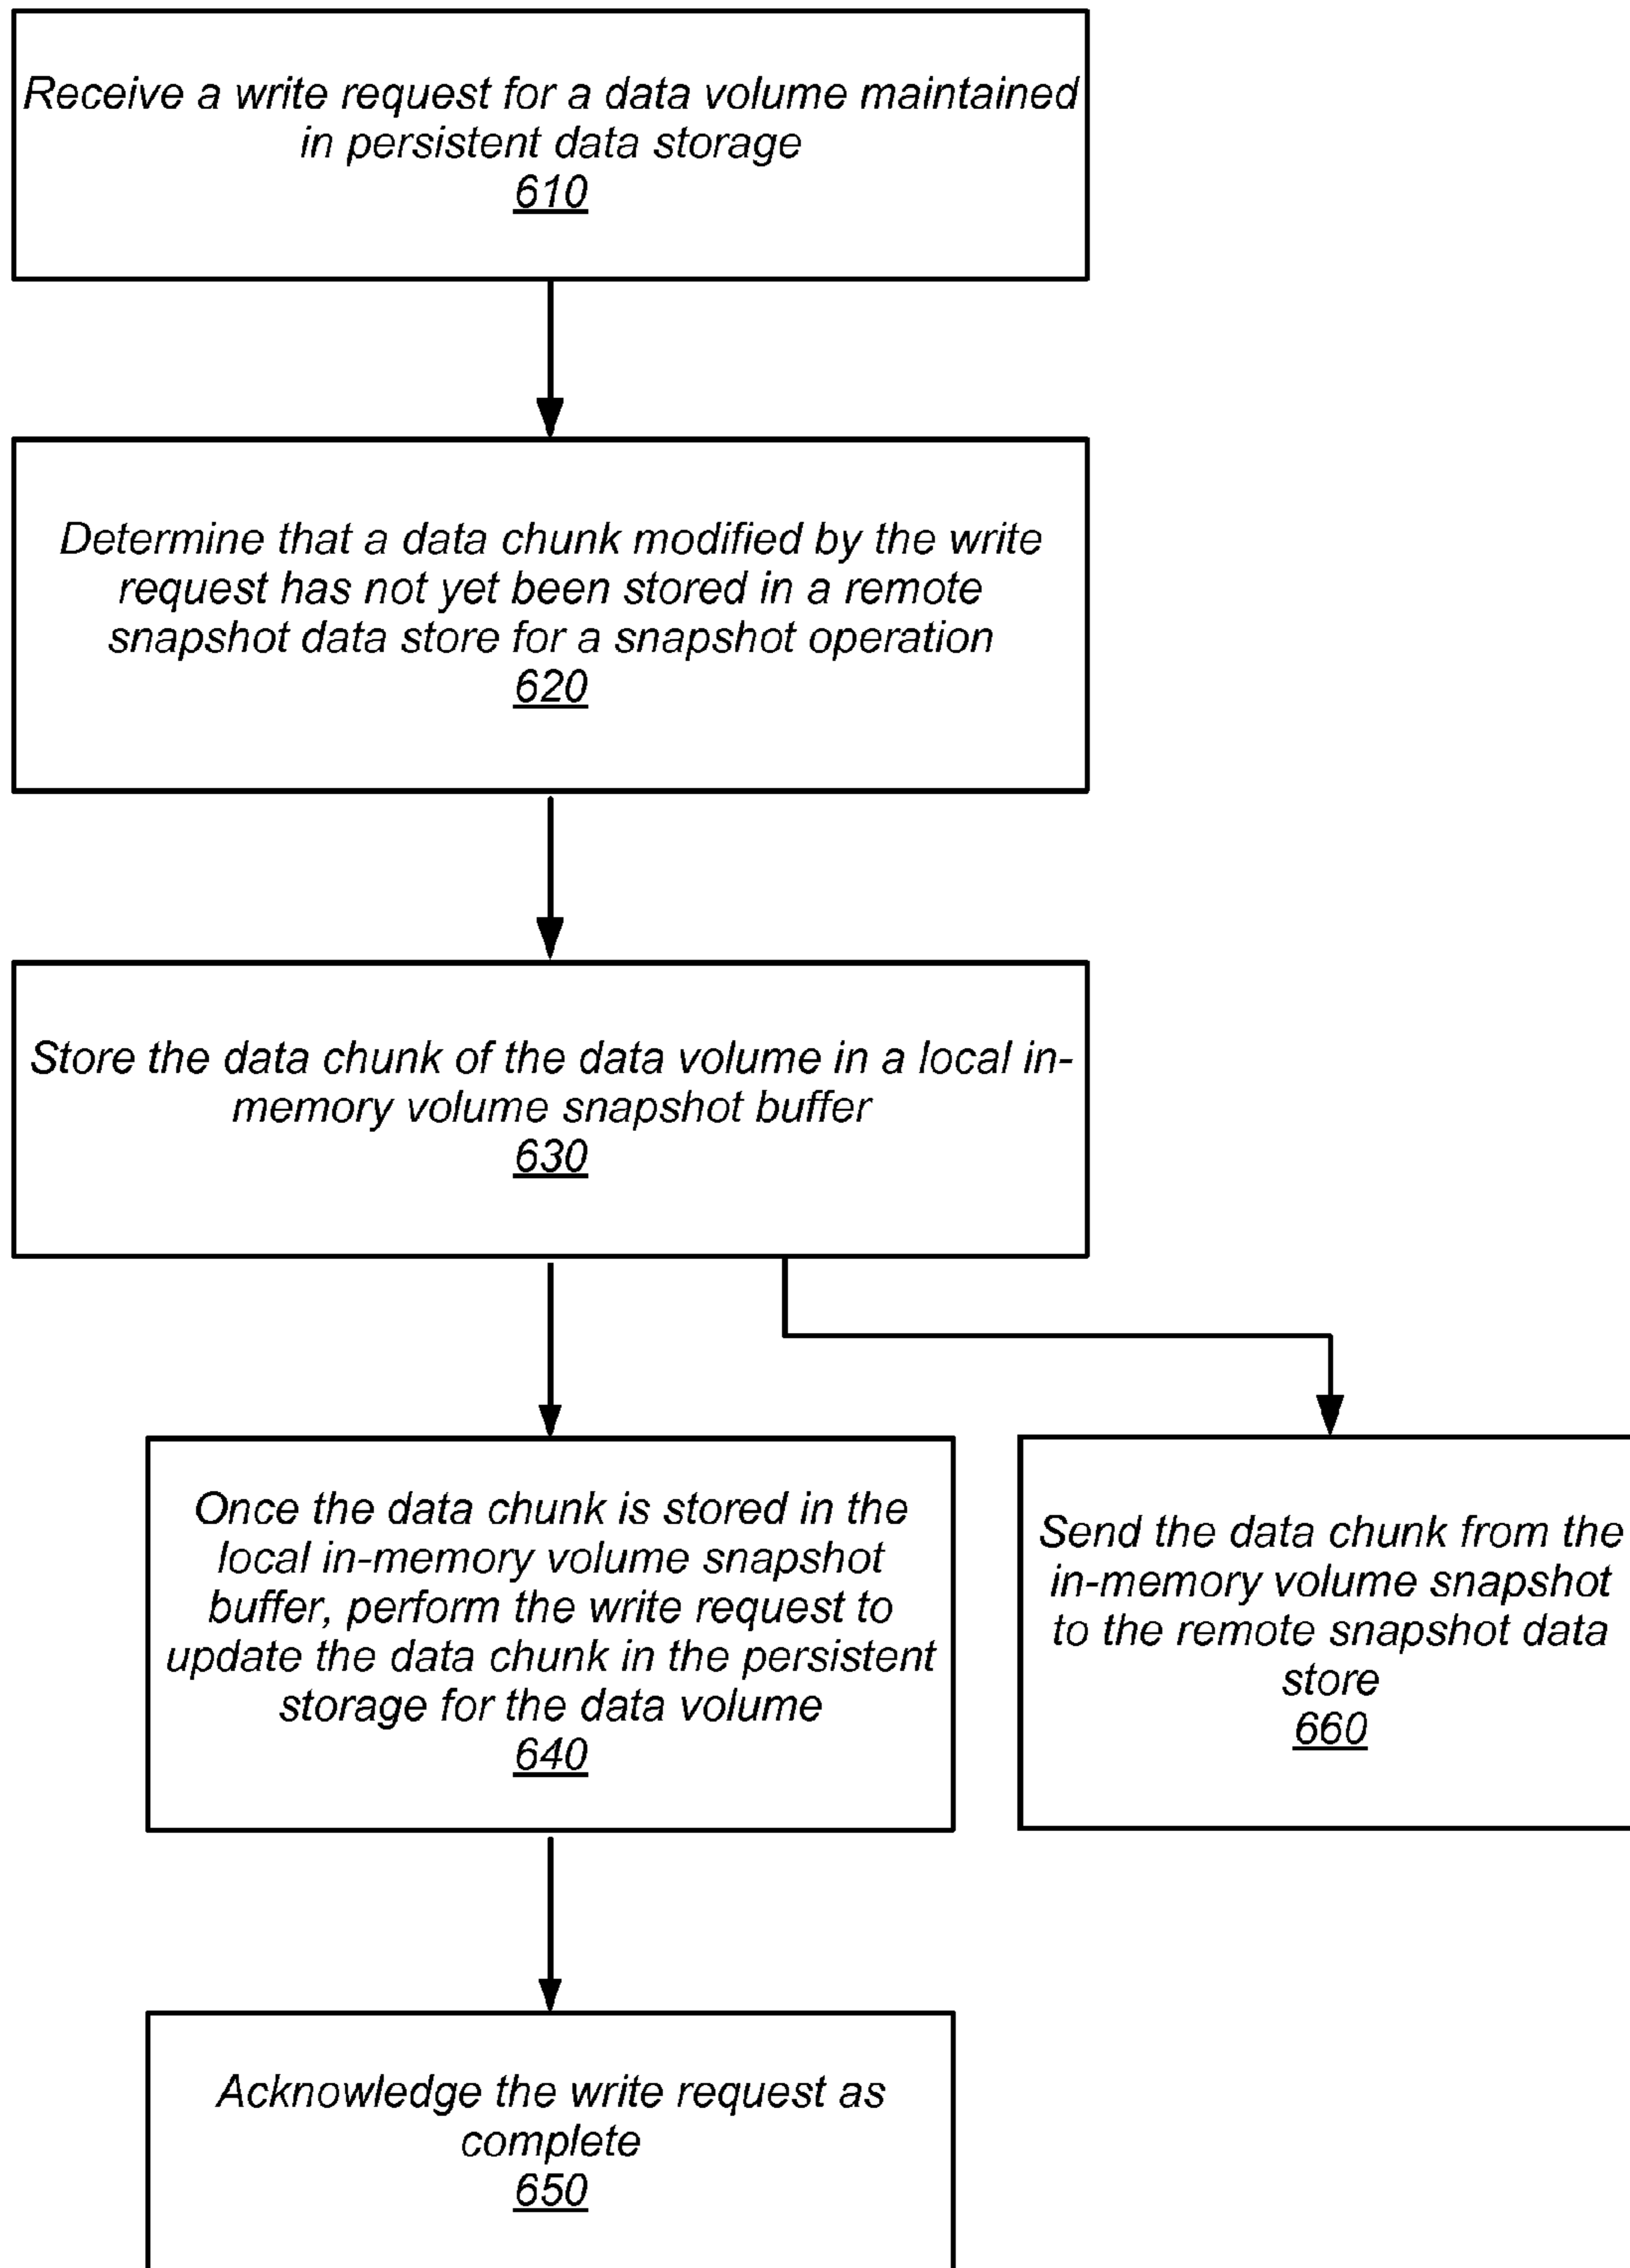 Receive a write request for a data volume maintained
in persistent data storage
610
Determine that a data chunk modified by the write
request has not yet been stored in a remote
snapshot data store for a snapshot operation
620
Store the data chunk of the data volume in a local in-
memory volume snapshot buffer
630
Once the data chunk is stored in the
local in-memory volume snapshot
buffer, perform the write request to
update the data chunk in the persistent
storage for the data volume
640
Send the data chunk from the
in-memory volume snapshot
to the remote snapshot data
store
660
Acknowledge the write request as
complete
650